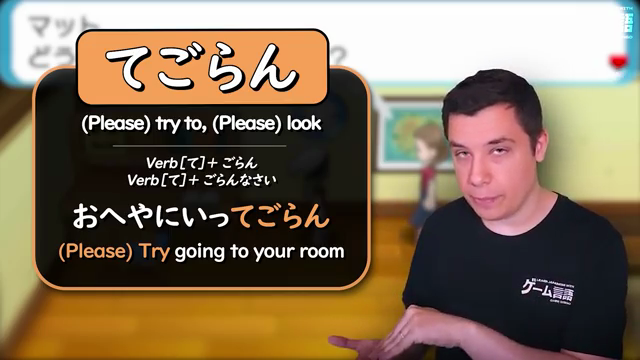 マット
どう
?
てごらん
(Please) try to, (Please) look
Verb[て]+ ごらん
Verb[て]+ ごらんなさい
おへやにいってごらん
(Please) Try going to your room
ゲーム言語